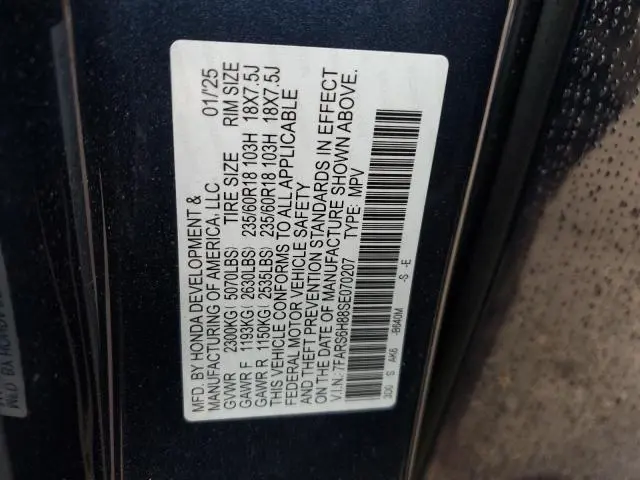 MFD. BY HONDA DEVELOPMENT &
MANUFACTURING OF AMERICA, LLC 01/'25
GVWR 2300KG( 5070LBS) TIRE SIZE RIM SIZE
GAWR F 1193KG( 2630LBS) 235/60R18 103H 18X7.5J
GAWR R 1150KG( 2535LBS) 235/60R18 103H 18X7.5J
THIS VEHICLE CONFORMS TO ALL APPLICABLE
FEDERAL MOTOR VEHICLE SAFETY
AND THEFT PREVENTION STANDARDS IN EFFECT
ON THE DATE OF MANUFACTURE SHOWN ABOVE.
V.I.N.: 7FARS6H88SE070207 TYPE: MPV
3D0 S AK6 -B640M -S -E